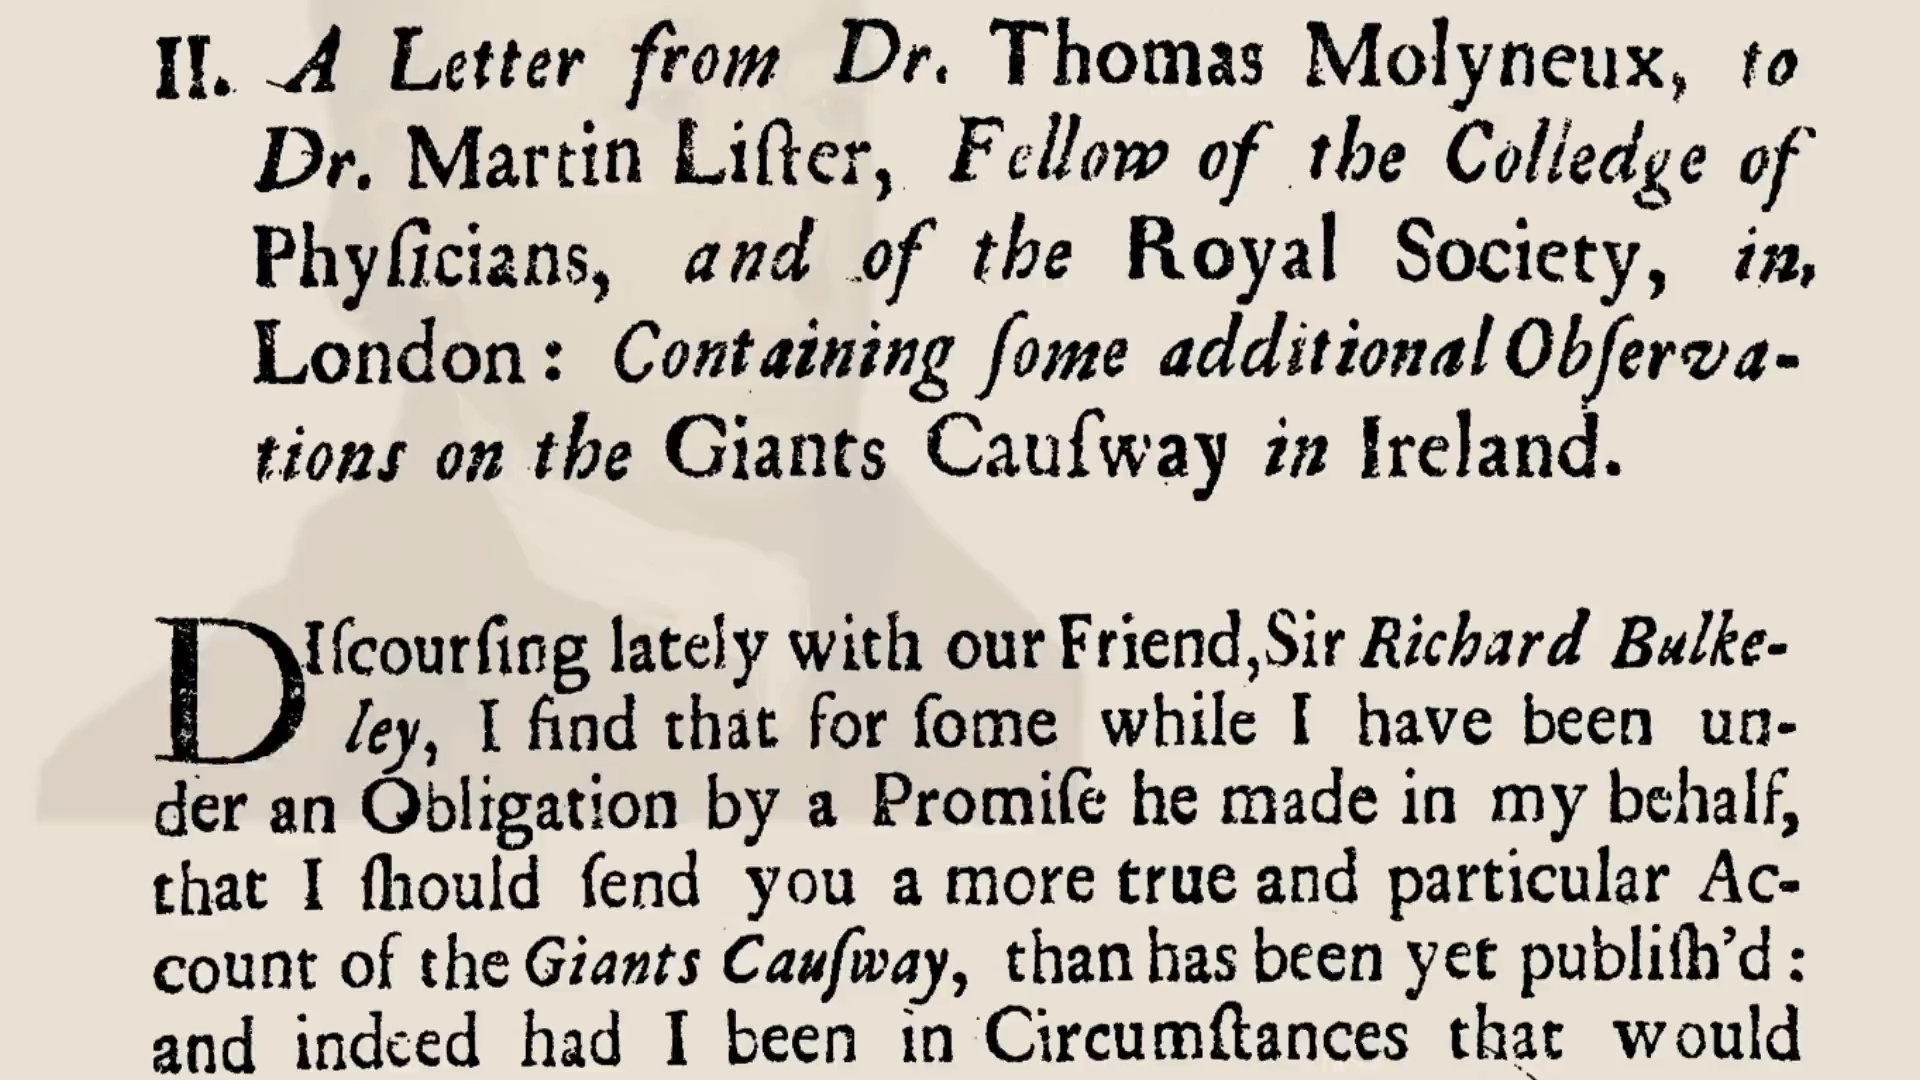 II. A Letter from Dr. Thomas Molyneux, to
Dr. Martin Liſter, Fellow of the Colledge of
Phyſicians, and of the Royal Society, in,
London: Containing ſome additional Obſerva-
tions on the Giants Cauſway in Ireland.
DIſcourſing lately with our Friend, Sir Richard Bulke-
ley, I find that for ſome while I have been un-
der an Obligation by a Promiſe he made in my behalf,
that I ſhould ſend you a more true and particular Ac-
count of the Giants Cauſway, than has been yet publiſh'd:
and indeed had I been in Circumſtances that would